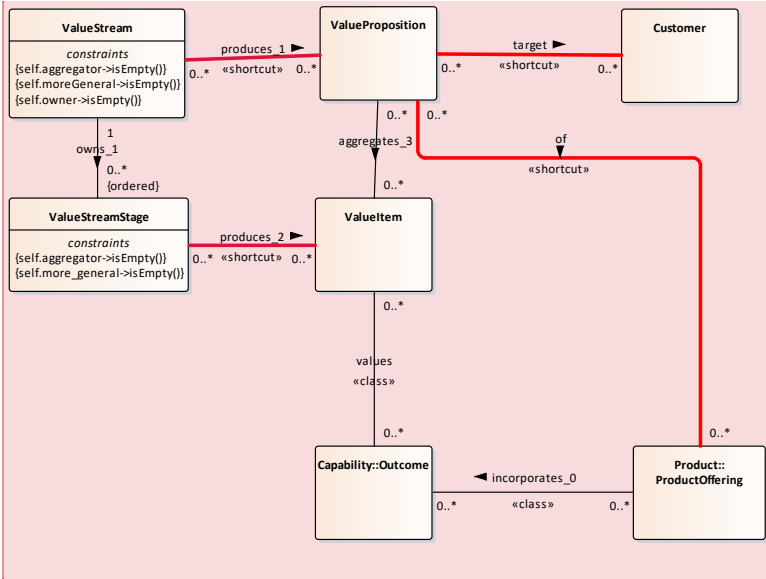 ValueStream
constraints
{self.aggregator->isEmpty()}
{self.moreGeneral->isEmpty()}
{self.owner->isEmpty()}
produces_1
0..* «shortcut» 0..*
ValueProposition
target
0..* «shortcut» 0..*
Customer
1
owns_1
0..*
{ordered}
0..* 0..*
aggregates_3
0..*
of
«shortcut»
ValueStreamStage
constraints
{self.aggregator->isEmpty()}
{self.more_general->isEmpty()}
produces_2
0..* «shortcut» 0..*
ValueItem
0..*
values
«class»
0..*
0..*
Capability::Outcome
incorporates_0
0..* «class» 0..*
Product::
ProductOffering